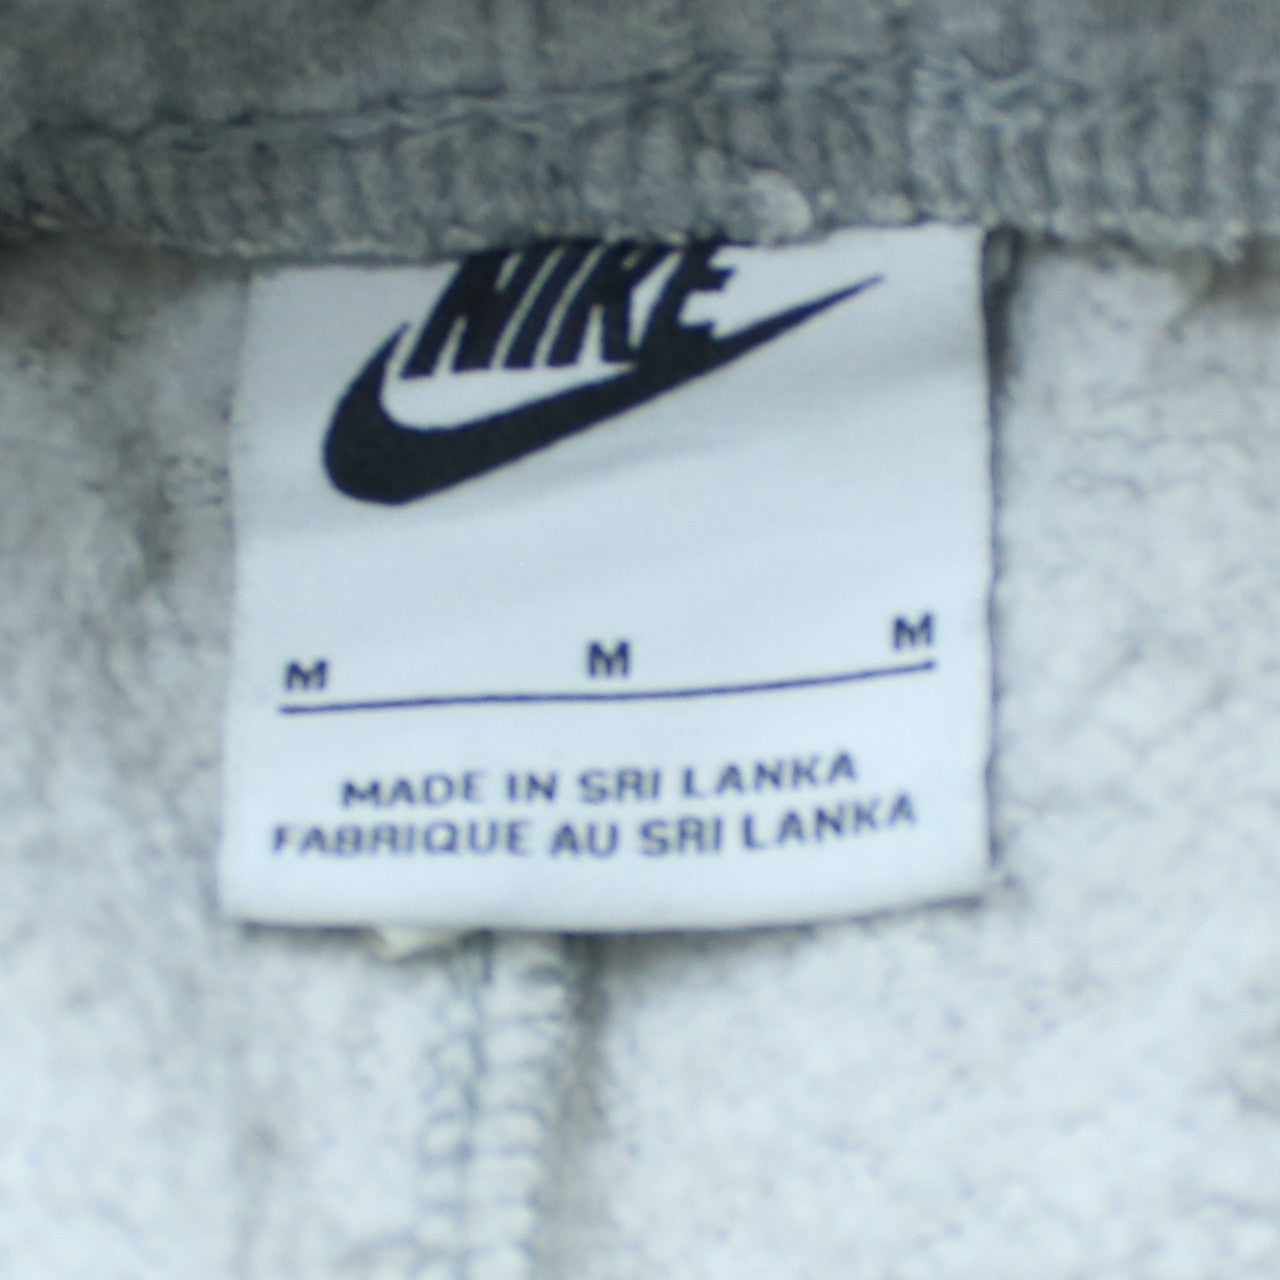 NIKE
M M M
MADE IN SRI LANKA
FABRIQUE AU SRI LANKA